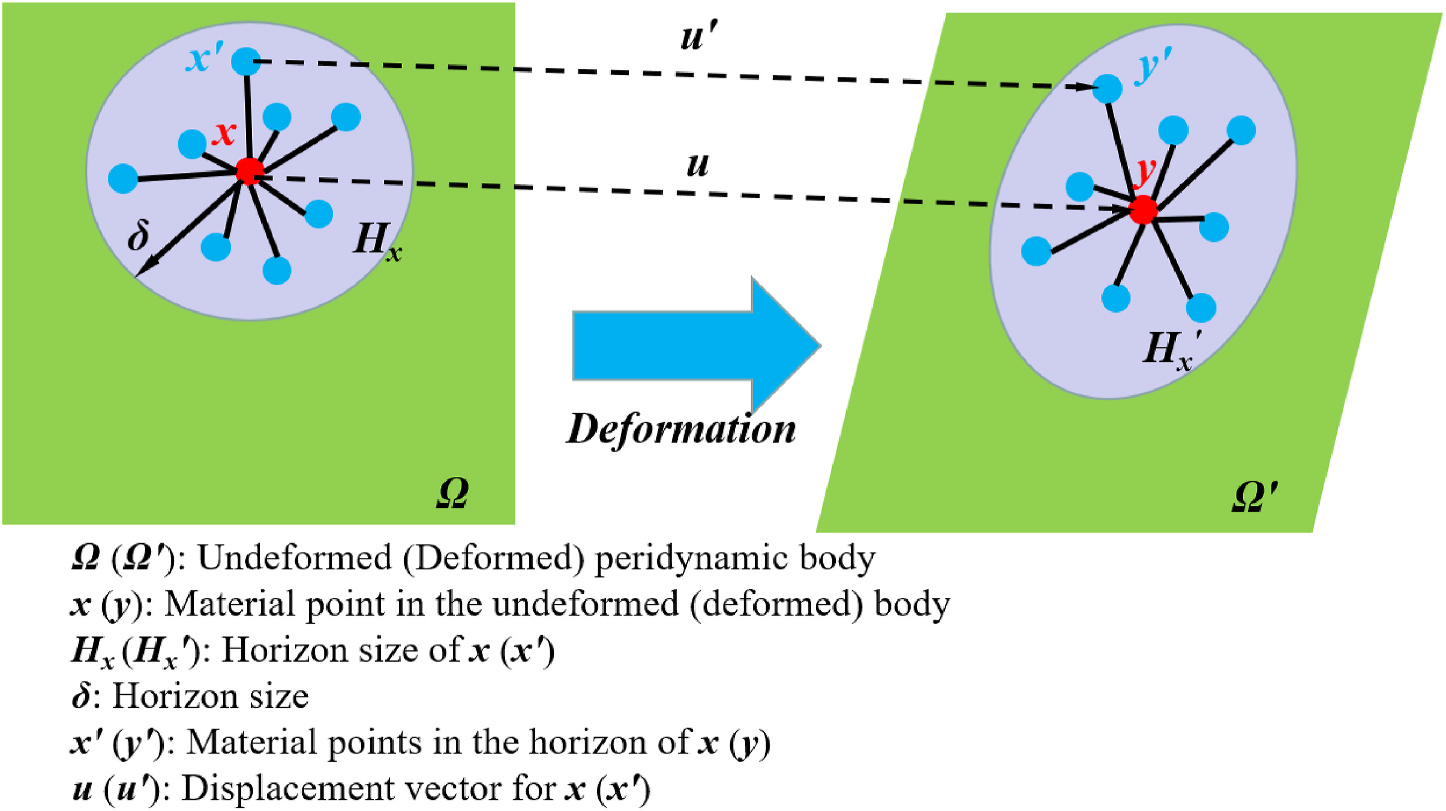 u'
x'
y'
x
u
y
δ
Hₓ
Hₓ'
Deformation
Ω
Ω'
Ω (Ω'): Undeformed (Deformed) peridynamic body
x (y): Material point in the undeformed (deformed) body
Hₓ (Hₓ'): Horizon size of x (x')
δ: Horizon size
x' (y'): Material points in the horizon of x (y)
u (u'): Displacement vector for x (x')